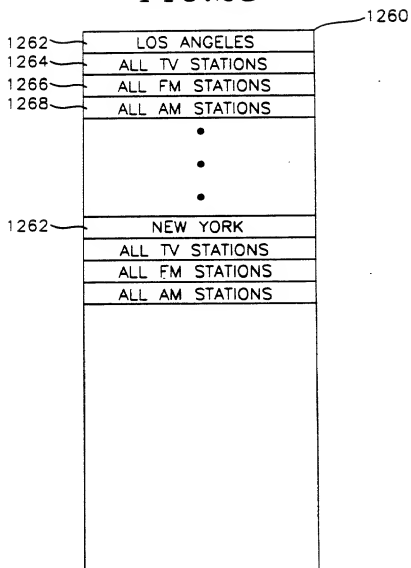 1260
1262 LOS ANGELES
1264 ALL TV STATIONS
1266 ALL FM STATIONS
1268 ALL AM STATIONS
1262 NEW YORK
ALL TV STATIONS
ALL FM STATIONS
ALL AM STATIONS